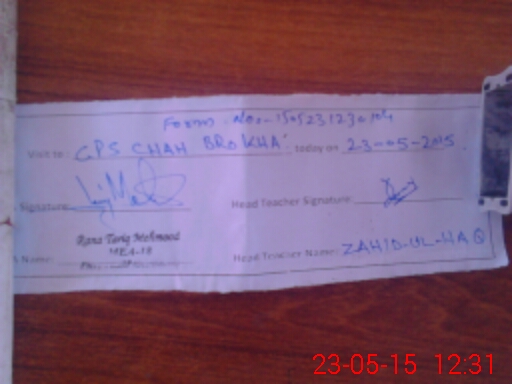 Form No:- 1505231230104
Visit to: GPS CHAH BROKHA today on 23-05-2015.
Signature: Head Teacher Signature:
Rana Tariq Mehmood
MEA-18
Name: Head Teacher Name: ZAHID-UL-HAQ
23-05-15 12:31